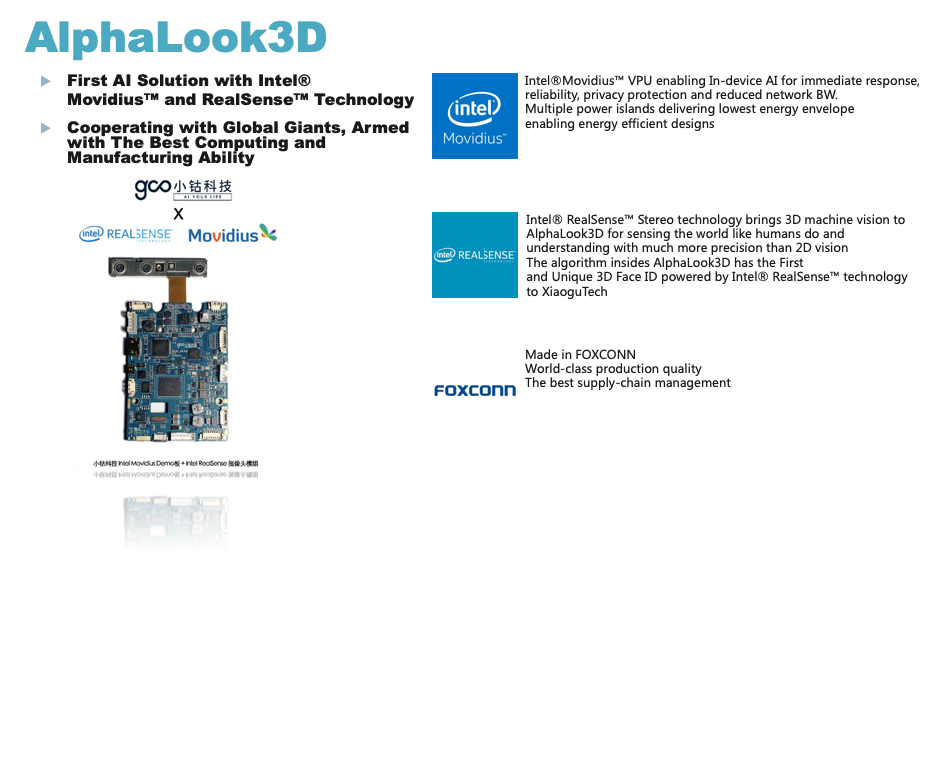 AlphaLook3D
First AI Solution with Intel®
Movidius™ and RealSense™ Technology
Cooperating with Global Giants, Armed
with The Best Computing and
Manufacturing Ability
goo小钴科技
AI YOUR LIFE
X
intel REALSENSE
TECHNOLOGY
Movidius
小钴科技 Intel Movidius Demo板 + Intel RealSense 摄像头模组
intel
Movidius™
Intel®Movidius™ VPU enabling In-device AI for immediate response,
reliability, privacy protection and reduced network BW.
Multiple power islands delivering lowest energy envelope
enabling energy efficient designs
intel REALSENSE
TECHNOLOGY
Intel® RealSense™ Stereo technology brings 3D machine vision to
AlphaLook3D for sensing the world like humans do and
understanding with much more precision than 2D vision
The algorithm insides AlphaLook3D has the First
and Unique 3D Face ID powered by Intel® RealSense™ technology
to XiaoguTech
FOXCONN
Made in FOXCONN
World-class production quality
The best supply-chain management